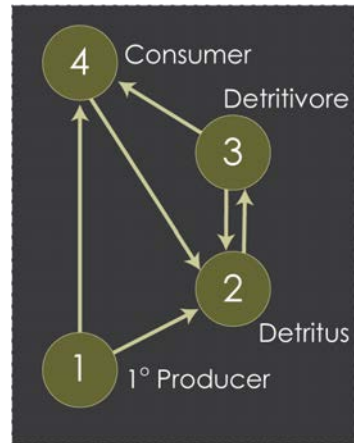 4 Consumer
Detritivore
3
2
Detritus
1 1° Producer